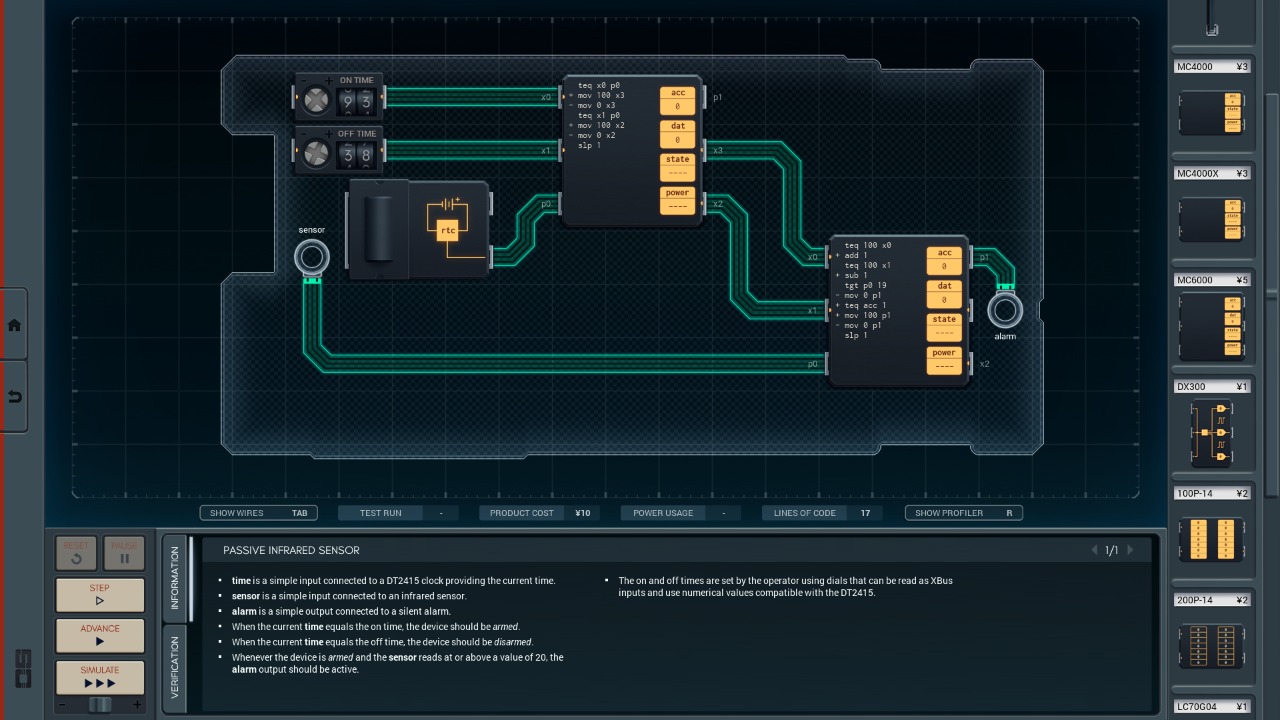 ON TIME
9 3
OFF TIME
3 8
sensor
rtc
x0
x1
p0
teq x0 p0
+ mov 100 x3
- mov 0 x3
teq x1 p0
+ mov 100 x2
- mov 0 x2
slp 1
acc
0
dat
0
state
----
power
----
p1
x3
x2
x0
x1
p0
teq 100 x0
+ add 1
teq 100 x1
+ sub 1
tgt p0 19
- mov 0 p1
+ teq acc 1
+ mov 100 p1
- mov 0 p1
slp 1
acc
0
dat
0
state
----
power
----
p1
x2
alarm
MC4000 ¥3
MC4000X ¥3
MC6000 ¥5
DX300 ¥1
100P-14 ¥2
200P-14 ¥2
LC70G04 ¥1
SHOW WIRES TAB
TEST RUN -
PRODUCT COST ¥10
POWER USAGE -
LINES OF CODE 17
SHOW PROFILER R
RESET
PAUSE
STEP
ADVANCE
SIMULATE
- +
INFORMATION
VERIFICATION
PASSIVE INFRARED SENSOR
1/1
▪ time is a simple input connected to a DT2415 clock providing the current time.
▪ sensor is a simple input connected to an infrared sensor.
▪ alarm is a simple output connected to a silent alarm.
▪ When the current time equals the on time, the device should be armed.
▪ When the current time equals the off time, the device should be disarmed.
▪ Whenever the device is armed and the sensor reads at or above a value of 20, the
alarm output should be active.
▪ The on and off times are set by the operator using dials that can be read as XBus
inputs and use numerical values compatible with the DT2415.